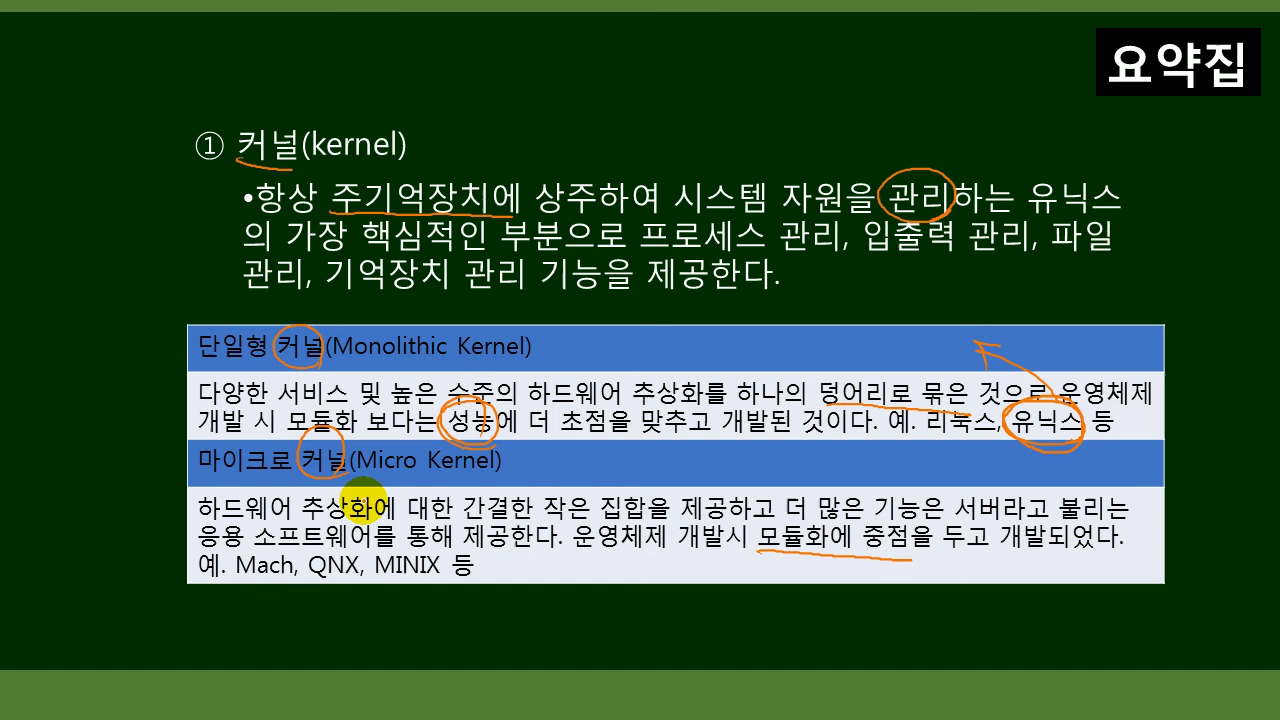 요약집
① 커널(kernel)
•항상 주기억장치에 상주하여 시스템 자원을 관리하는 유닉스
의 가장 핵심적인 부분으로 프로세스 관리, 입출력 관리, 파일
관리, 기억장치 관리 기능을 제공한다.
단일형 커널(Monolithic Kernel)
다양한 서비스 및 높은 수준의 하드웨어 추상화를 하나의 덩어리로 묶은 것으로 운영체제
개발 시 모듈화 보다는 성능에 더 초점을 맞추고 개발된 것이다. 예. 리눅스, 유닉스 등
마이크로 커널(Micro Kernel)
하드웨어 추상화에 대한 간결한 작은 집합을 제공하고 더 많은 기능은 서버라고 불리는
응용 소프트웨어를 통해 제공한다. 운영체제 개발시 모듈화에 중점을 두고 개발되었다.
예. Mach, QNX, MINIX 등